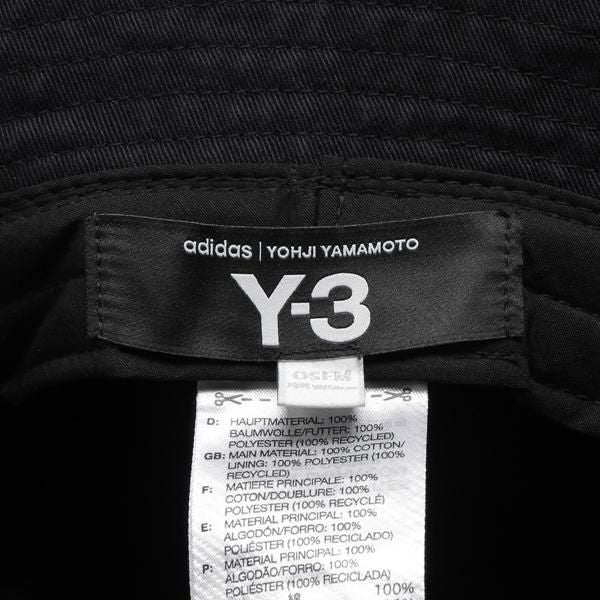 adidas | YOHJI YAMAMOTO
Y-3
OSFM
D: HAUPTMATERIAL: 100%
BAUMWOLLE/FUTTER: 100%
POLYESTER (100% RECYCLED)
GB: MAIN MATERIAL: 100% COTTON/
LINING: 100% POLYESTER (100%
RECYCLED)
F: MATIERE PRINCIPALE: 100%
COTON/DOUBLURE: 100%
POLYESTER (100% RECYCLÉ)
E: MATERIAL PRINCIPAL: 100%
ALGODÓN/FORRO: 100%
POLIÉSTER (100% RECICLADO)
P: MATERIAL PRINCIPAL: 100%
ALGODÃO/FORRO: 100%
POLIÉSTER (100% RECICLADA)
100%